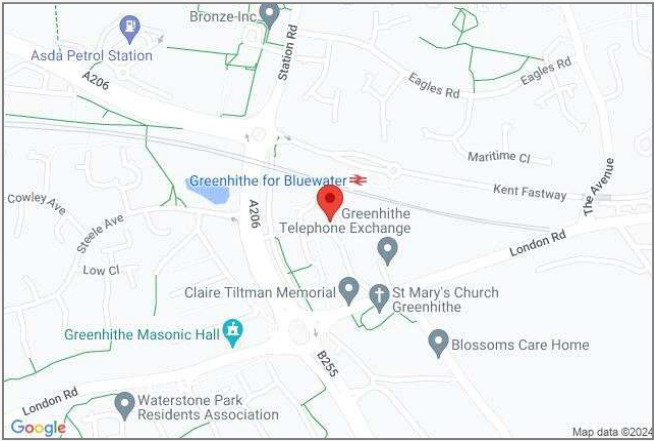 Bronze-Inc
Asda Petrol Station
Station Rd
A206
Eagles Rd
Eagles Rd
Maritime Cl
Greenhithe for Bluewater
Kent Fastway
The Avenue
Cowley Ave
Steele Ave
A206
Greenhithe
Telephone Exchange
London Rd
Low Cl
Claire Tiltman Memorial
St Mary's Church
Greenhithe
Greenhithe Masonic Hall
Blossoms Care Home
B255
London Rd
Waterstone Park
Residents Association
Google
Map data ©2024